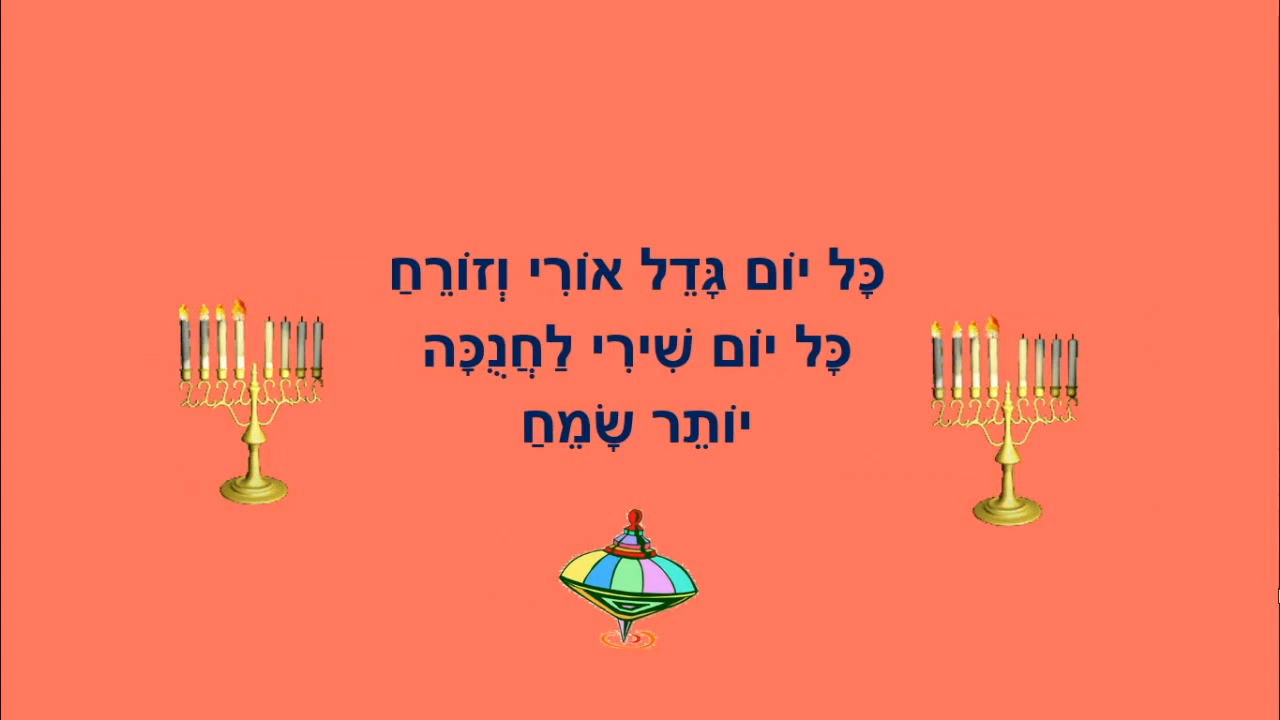 כָּל יוֹם גָּדֵל אוֹרִי וְזוֹרֵחַ
כָּל יוֹם שִׁירִי לַחֲנֻכָּה
יוֹתֵר שָׂמֵחַ